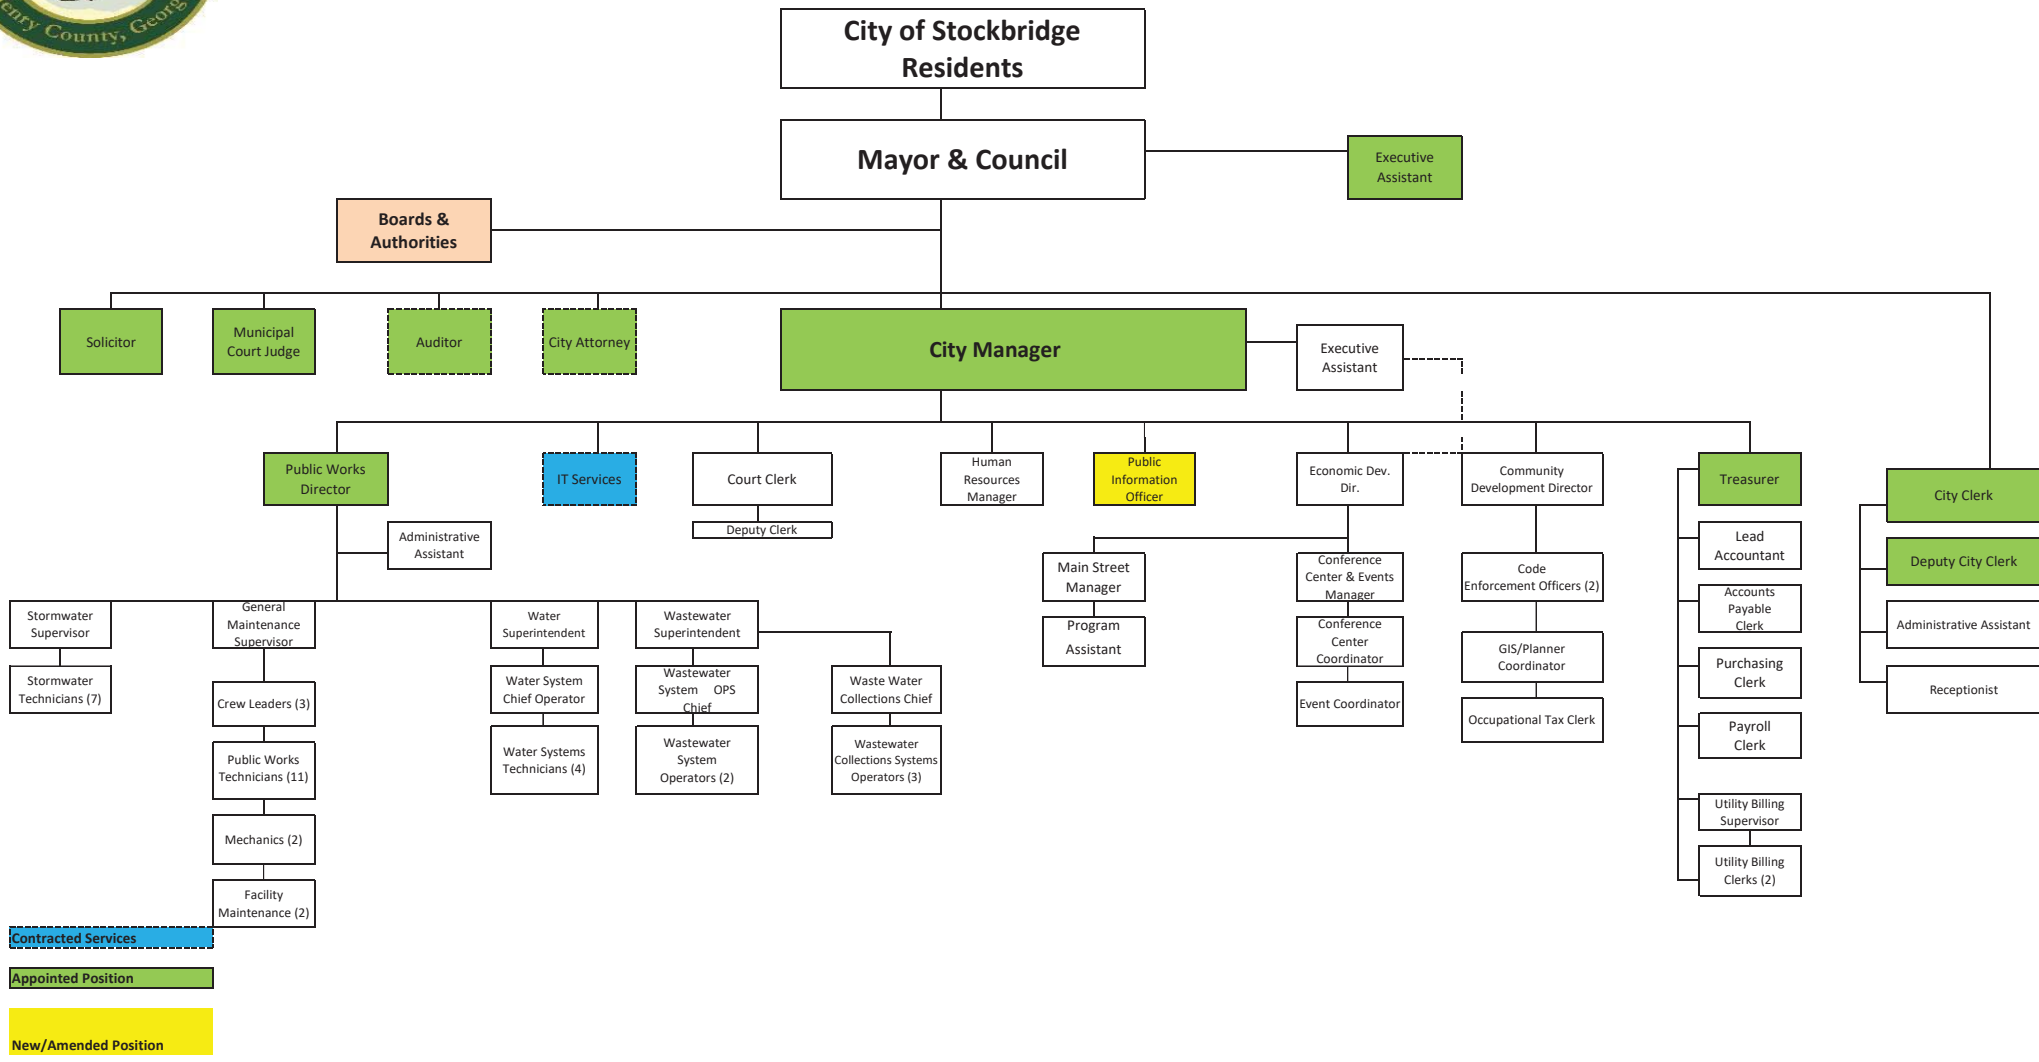 enry County, Georg
City of Stockbridge
Residents
Mayor & Council
Executive
Assistant
Boards &
Authorities
Solicitor
Municipal
Court Judge
Auditor
City Attorney
City Manager
Executive
Assistant
Public Works
Director
IT Services
Court Clerk
Human
Resources
Manager
Public
Information
Officer
Economic Dev.
Dir.
Community
Development Director
Treasurer
City Clerk
Administrative
Assistant
Deputy Clerk
Lead
Accountant
Deputy City Clerk
Main Street
Manager
Conference
Center & Events
Manager
Code
Enforcement Officers (2)
Accounts
Payable
Clerk
Administrative Assistant
Stormwater
Supervisor
General
Maintenance
Supervisor
Water
Superintendent
Wastewater
Superintendent
Program
Assistant
Conference
Center
Coordinator
GIS/Planner
Coordinator
Purchasing
Clerk
Receptionist
Stormwater
Technicians (7)
Crew Leaders (3)
Water System
Chief Operator
Wastewater
System OPS
Chief
Waste Water
Collections Chief
Event Coordinator
Occupational Tax Clerk
Payroll
Clerk
Public Works
Technicians (11)
Water Systems
Technicians (4)
Wastewater
System
Operators (2)
Wastewater
Collections Systems
Operators (3)
Utility Billing
Supervisor
Mechanics (2)
Utility Billing
Clerks (2)
Facility
Maintenance (2)
Contracted Services
Appointed Position
New/Amended Position